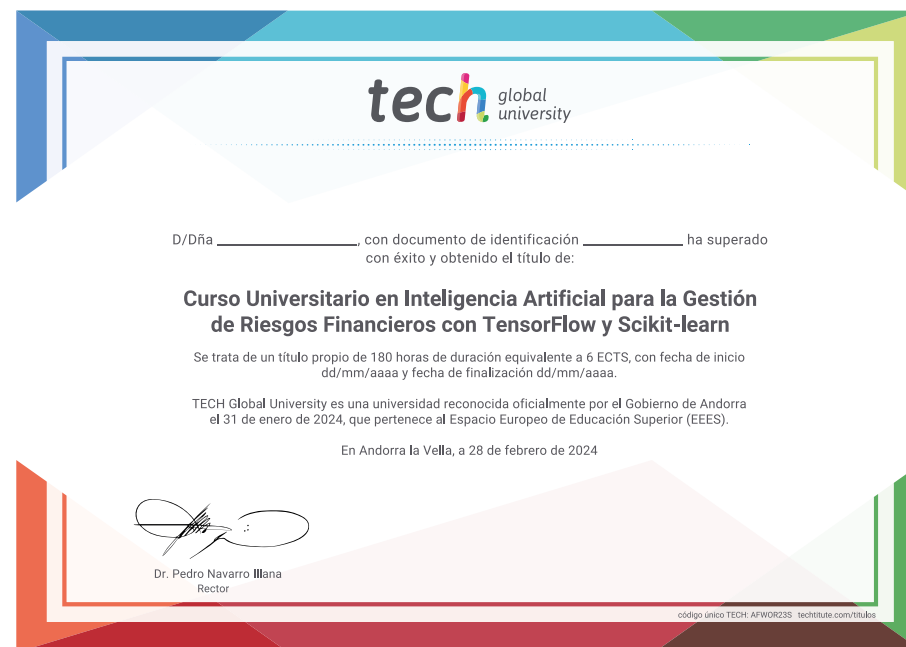 tech global university
D/Dña ____________________, con documento de identificación ______________ ha superado
con éxito y obtenido el título de:
Curso Universitario en Inteligencia Artificial para la Gestión
de Riesgos Financieros con TensorFlow y Scikit-learn
Se trata de un título propio de 180 horas de duración equivalente a 6 ECTS, con fecha de inicio
dd/mm/aaaa y fecha de finalización dd/mm/aaaa.
TECH Global University es una universidad reconocida oficialmente por el Gobierno de Andorra
el 31 de enero de 2024, que pertenece al Espacio Europeo de Educación Superior (EEES).
En Andorra la Vella, a 28 de febrero de 2024
Dr. Pedro Navarro Illana
Rector
código único TECH: AFWOR23S techtitute.com/titulos